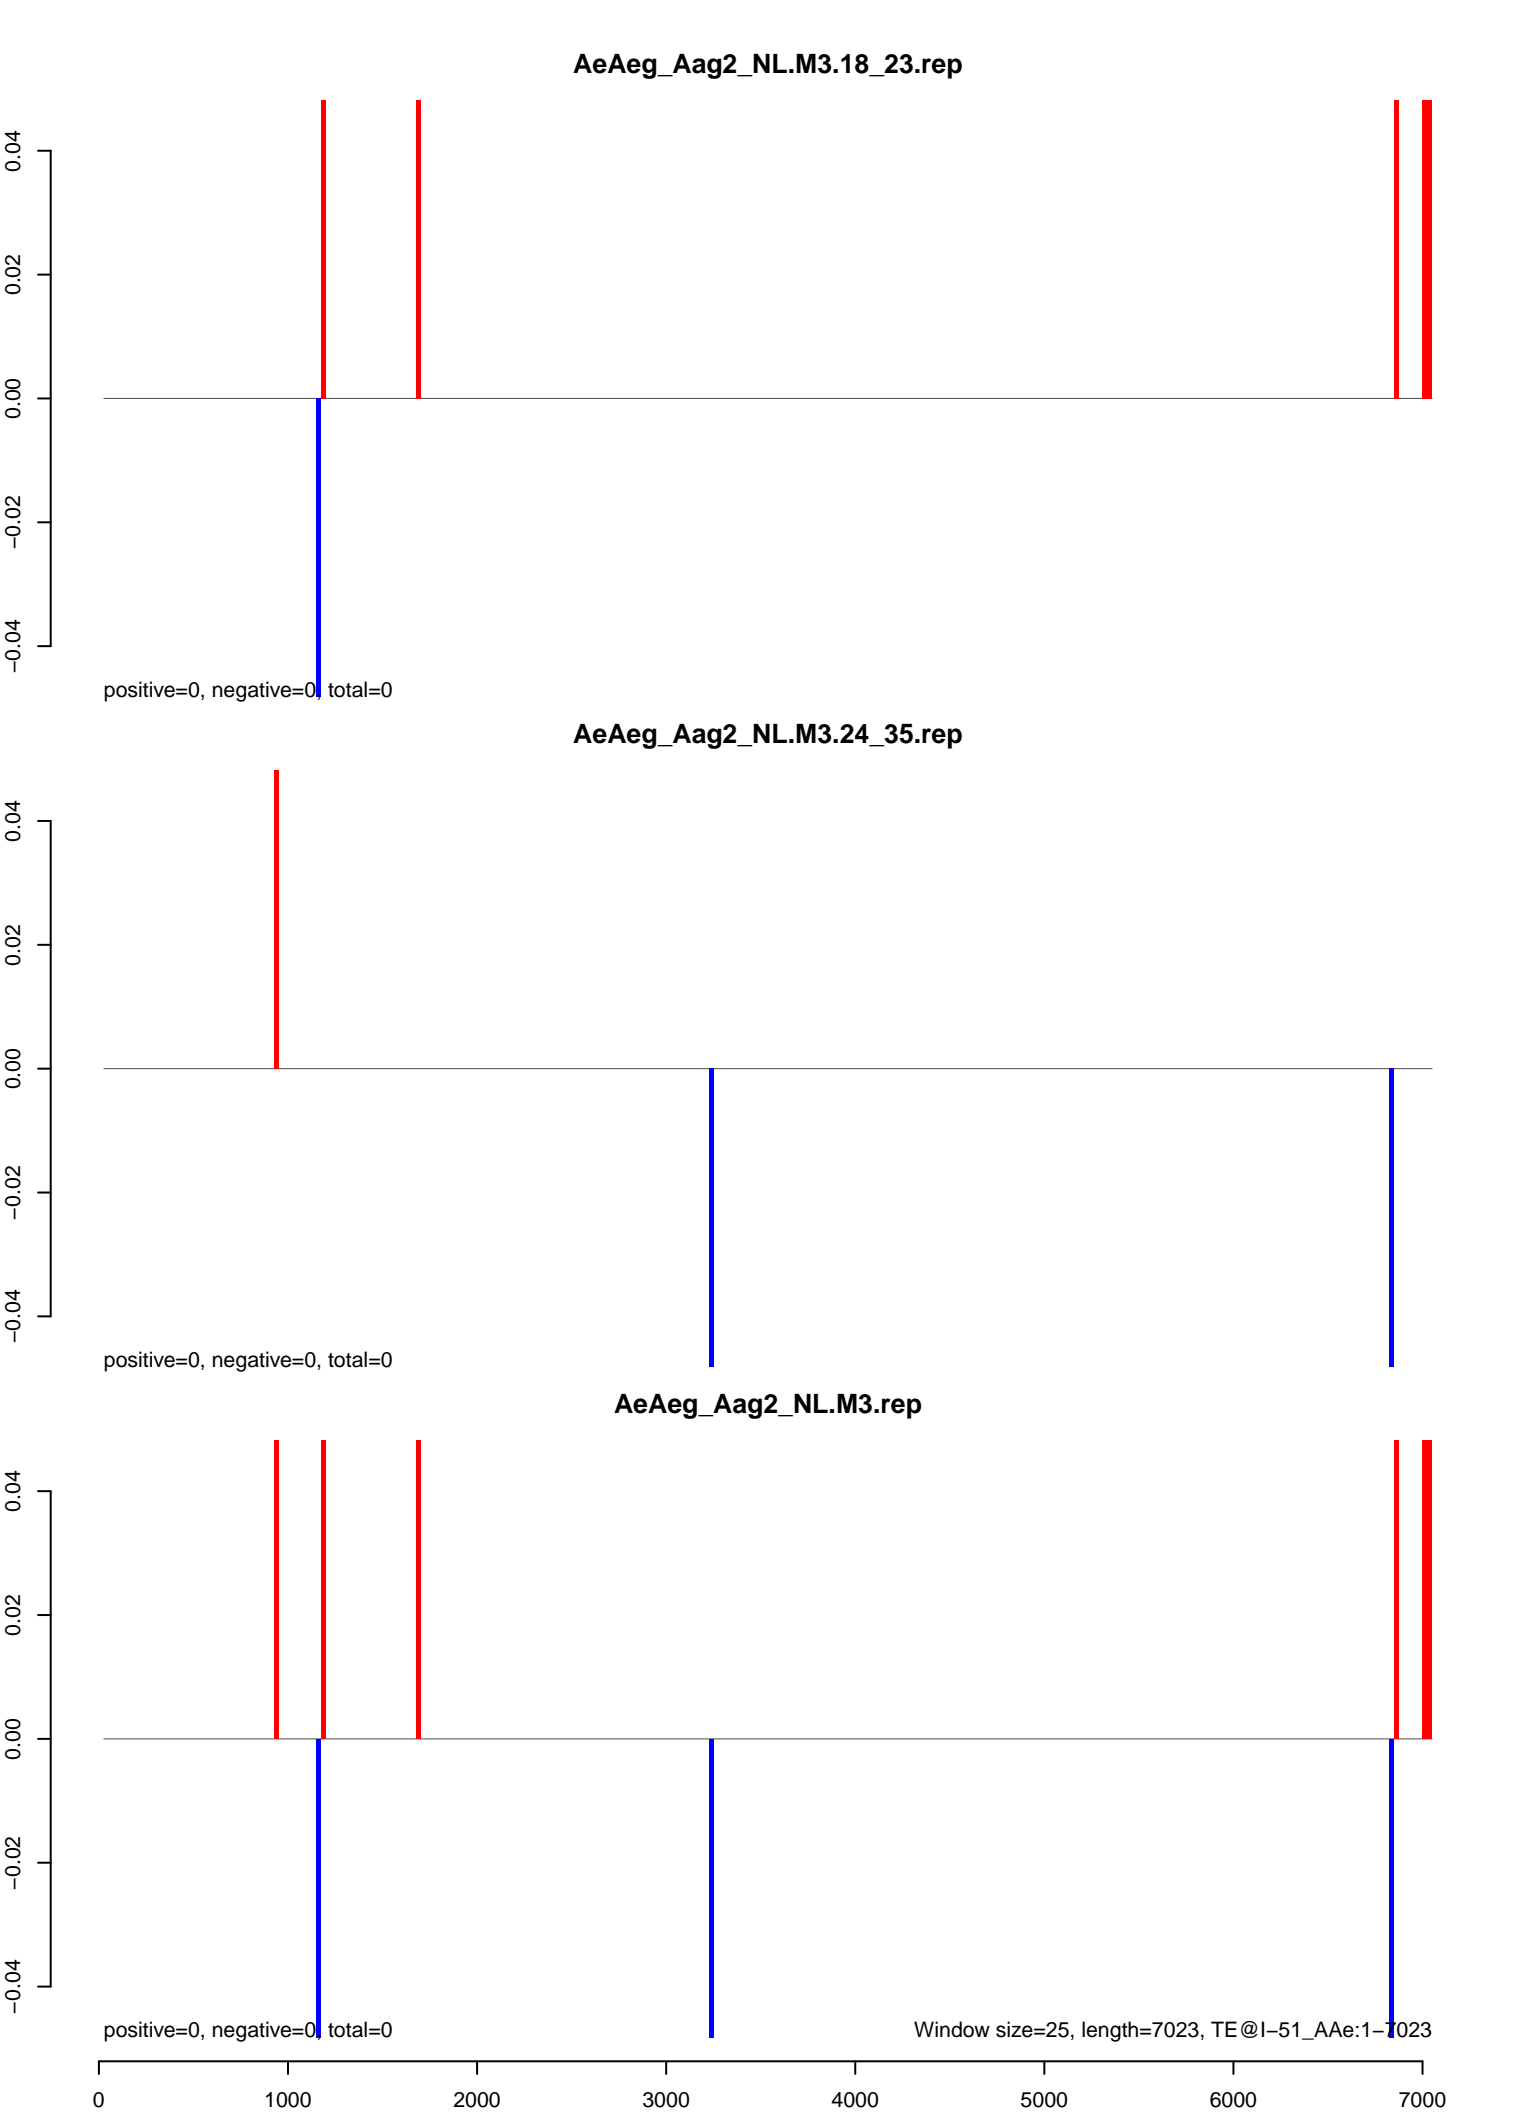 AeAeg_Aag2_NL.M3.18_23.rep
0.04
0.02
0.00
−0.02
−0.04
positive=0, negative=0, total=0
AeAeg_Aag2_NL.M3.24_35.rep
0.04
0.02
0.00
−0.02
−0.04
positive=0, negative=0, total=0
AeAeg_Aag2_NL.M3.rep
0.04
0.02
0.00
−0.02
−0.04
positive=0, negative=0, total=0
Window size=25, length=7023, TE@I−51_AAe:1−7023
0 1000 2000 3000 4000 5000 6000 7000